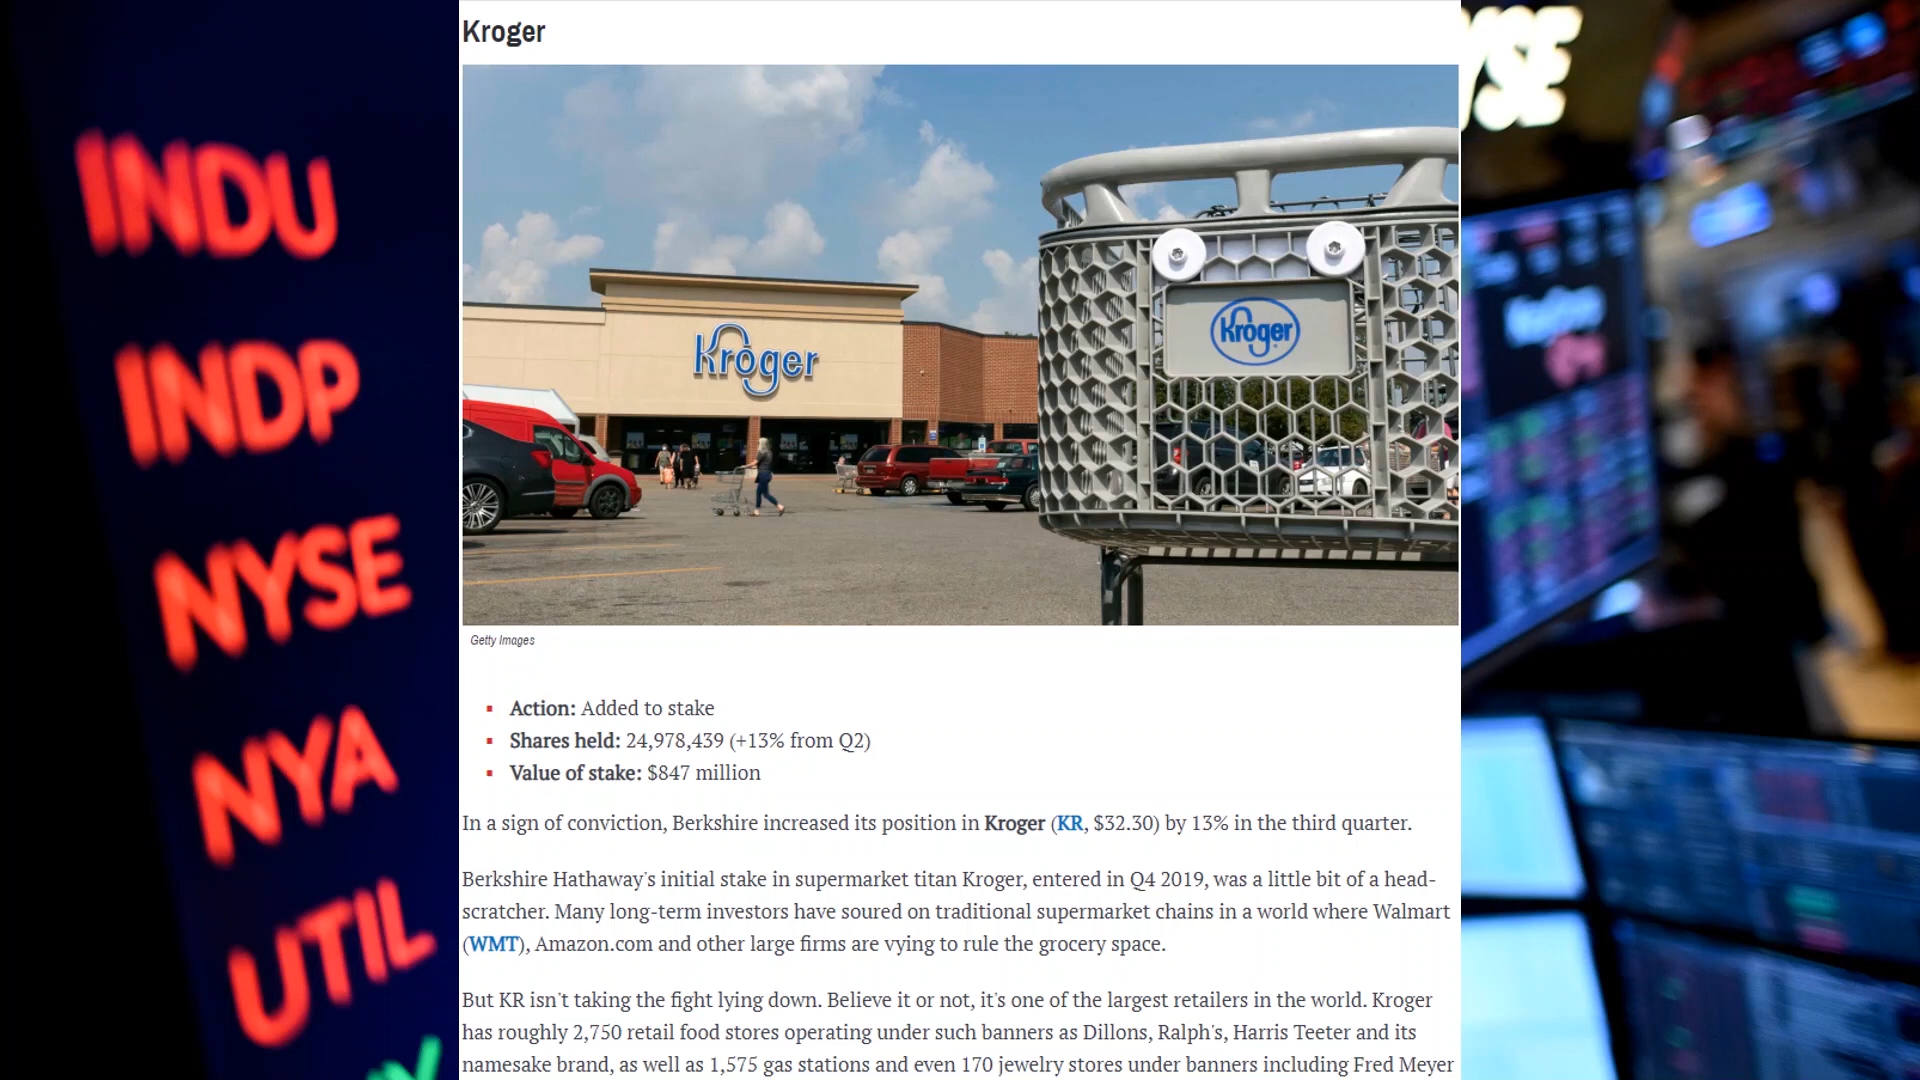 INDU
INDP
NYSE
NYA
UTIL
Kroger
Kroger
Kroger
Getty Images
Action: Added to stake
Shares held: 24,978,439 (+13% from Q2)
Value of stake: $847 million
In a sign of conviction, Berkshire increased its position in Kroger (KR, $32.30) by 13% in the third quarter.
Berkshire Hathaway's initial stake in supermarket titan Kroger, entered in Q4 2019, was a little bit of a head-
scratcher. Many long-term investors have soured on traditional supermarket chains in a world where Walmart
(WMT), Amazon.com and other large firms are vying to rule the grocery space.
But KR isn't taking the fight lying down. Believe it or not, it's one of the largest retailers in the world. Kroger
has roughly 2,750 retail food stores operating under such banners as Dillons, Ralph's, Harris Teeter and its
namesake brand, as well as 1,575 gas stations and even 170 jewelry stores under banners including Fred Meyer